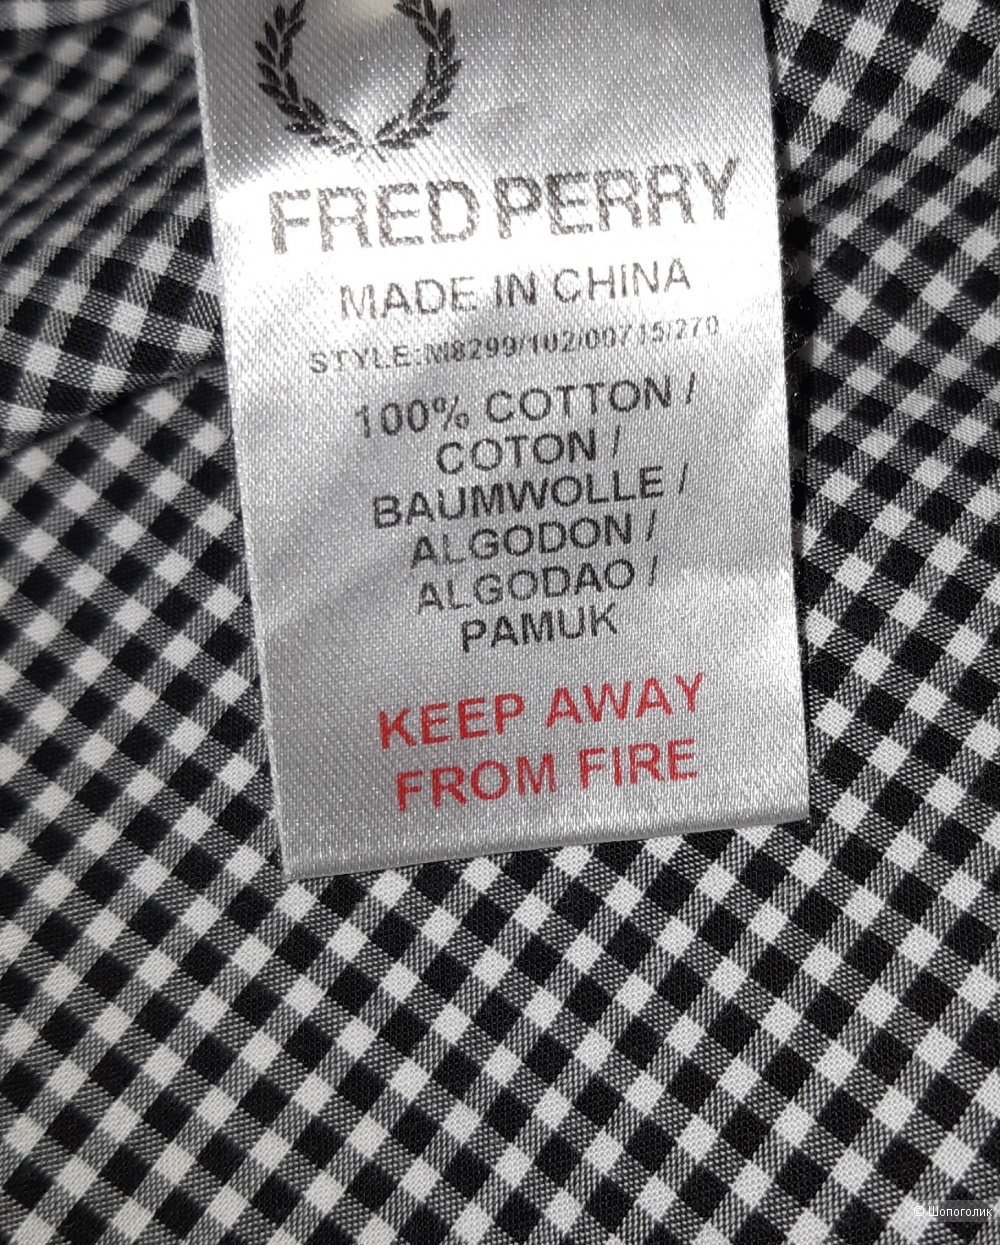 FRED PERRY
MADE IN CHINA
STYLE:M8299/102/00715/270
100% COTTON /
COTON /
BAUMWOLLE /
ALGODON /
ALGODAO /
PAMUK
KEEP AWAY
FROM FIRE
© Шопоголик